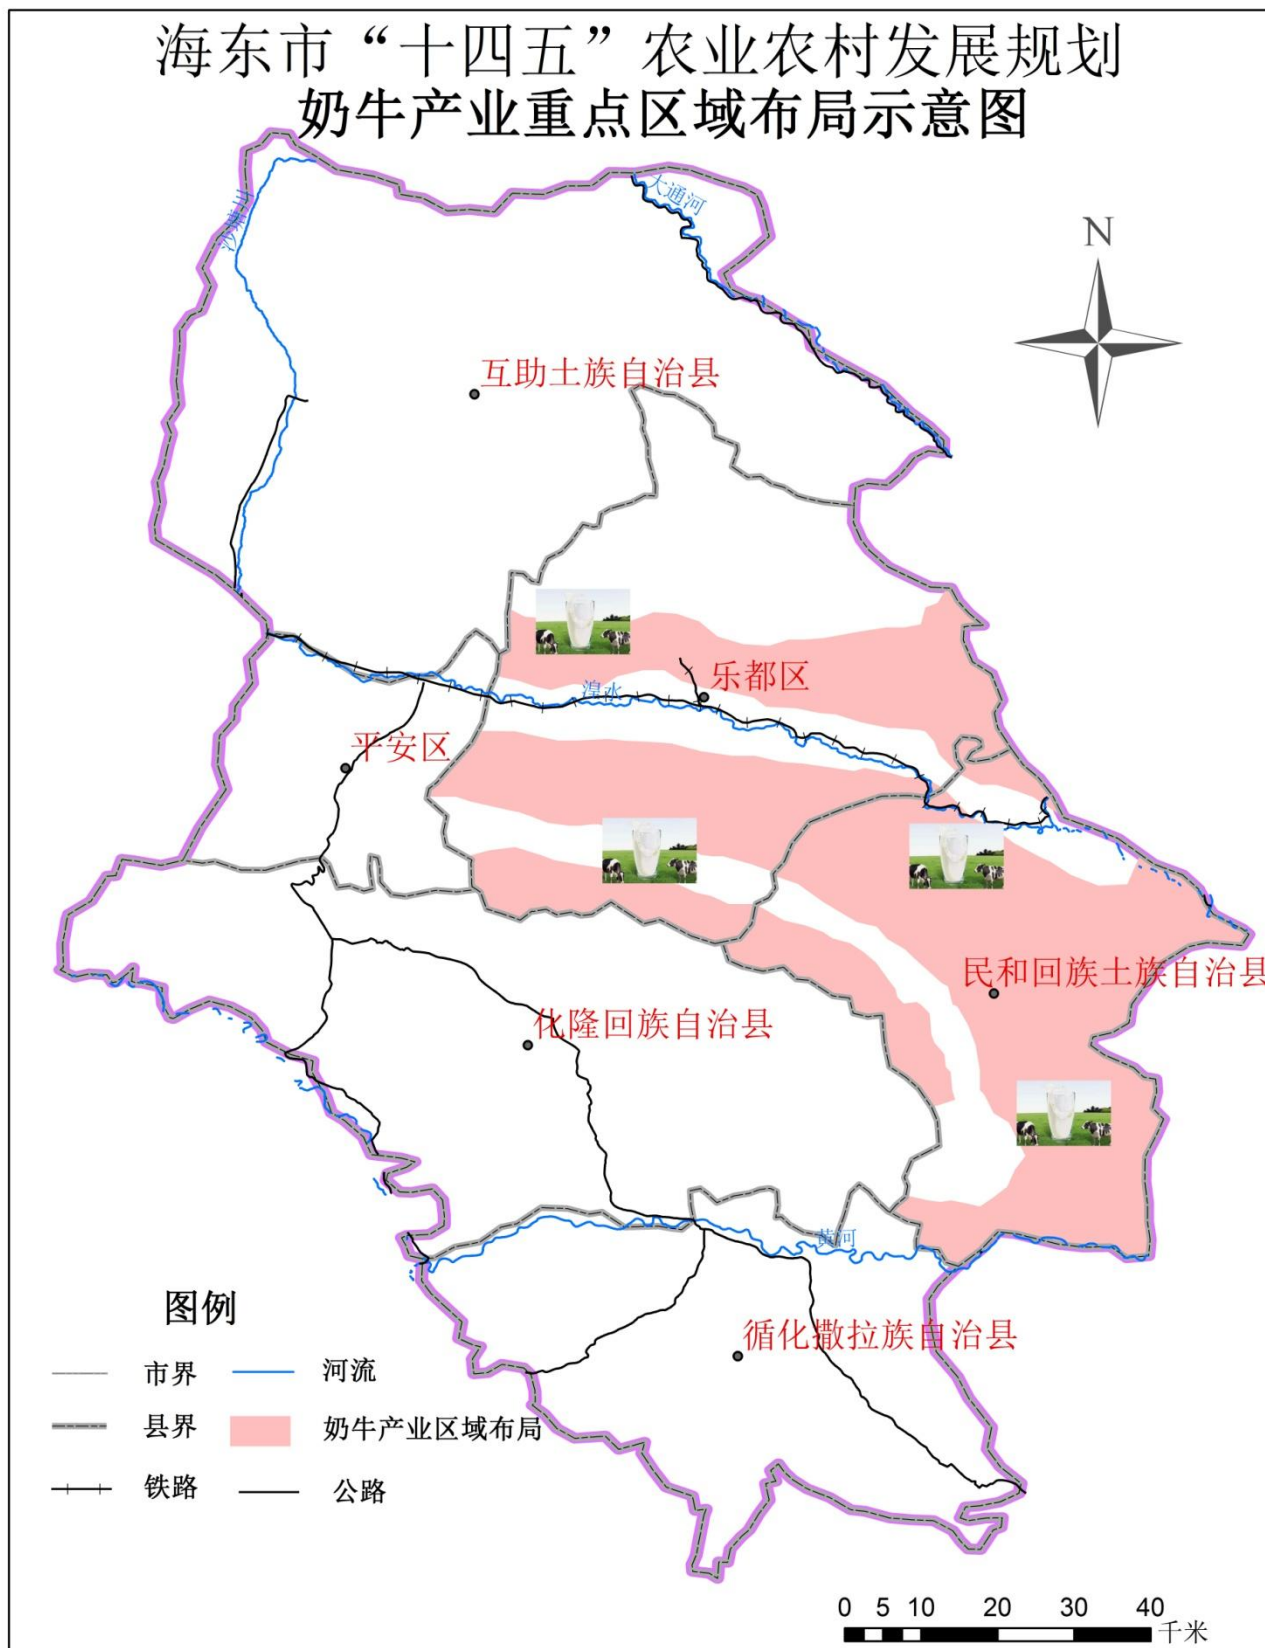 海东市“十四五”农业农村发展规划
奶牛产业重点区域布局示意图
大通河
沙塘川
N
互助土族自治县
湟水
乐都区
平安区
民和回族土族自治县
化隆回族自治县
黄河
循化撒拉族自治县
图例
市界 河流
县界 奶牛产业区域布局
铁路 公路
0 5 10 20 30 40
千米